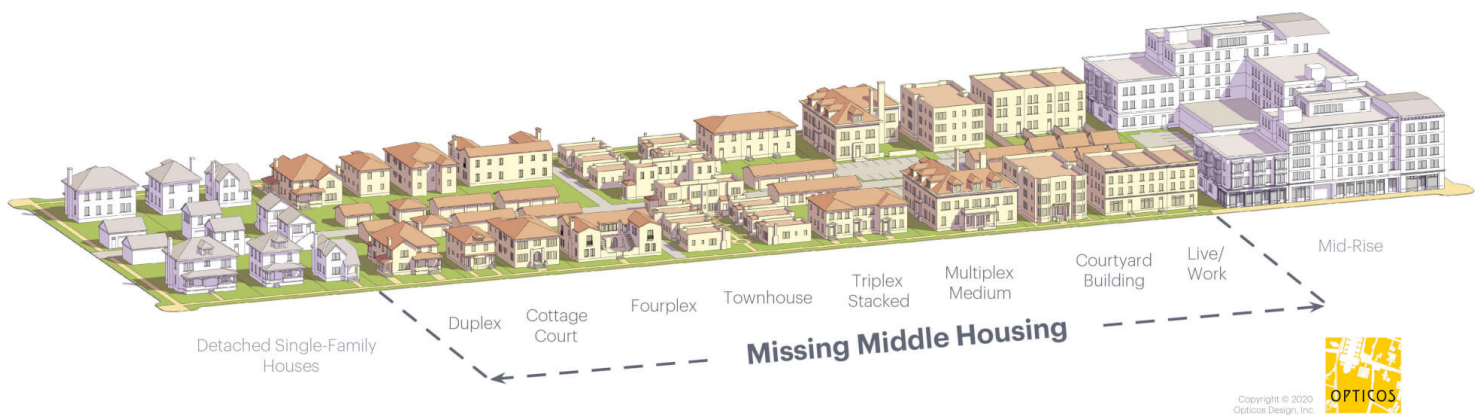 Detached Single-Family
Houses
Duplex
Cottage
Court
Fourplex
Townhouse
Triplex
Stacked
Multiplex
Medium
Courtyard
Building
Live/
Work
Mid-Rise
Missing Middle Housing
Copyright © 2020
Opticos Design, Inc.
OPTICOS